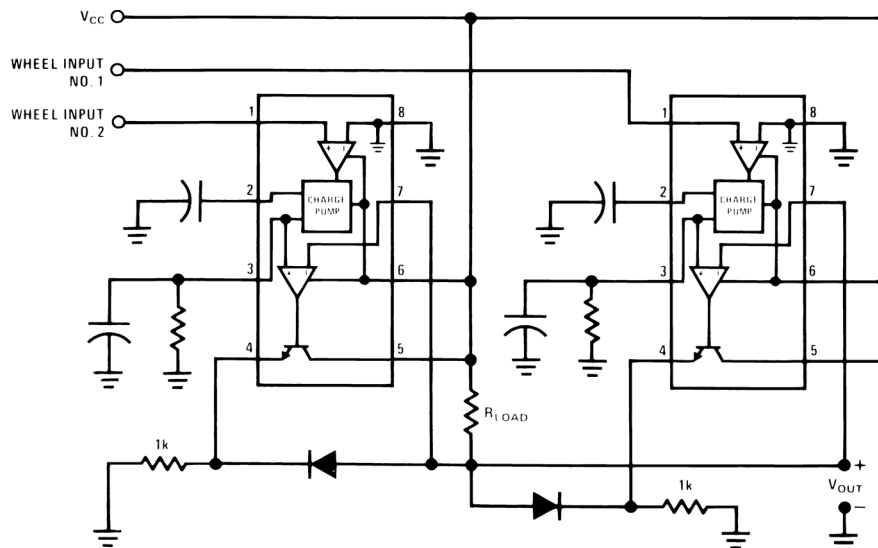 VCC
WHEEL INPUT
NO. 1
WHEEL INPUT
NO. 2
1
8
+
−
CHARGE
PUMP
2
7
3
+
−
6
4
5
1
8
+
−
CHARGE
PUMP
2
7
3
+
−
6
4
5
RLOAD
1k
1k
+
VOUT
−